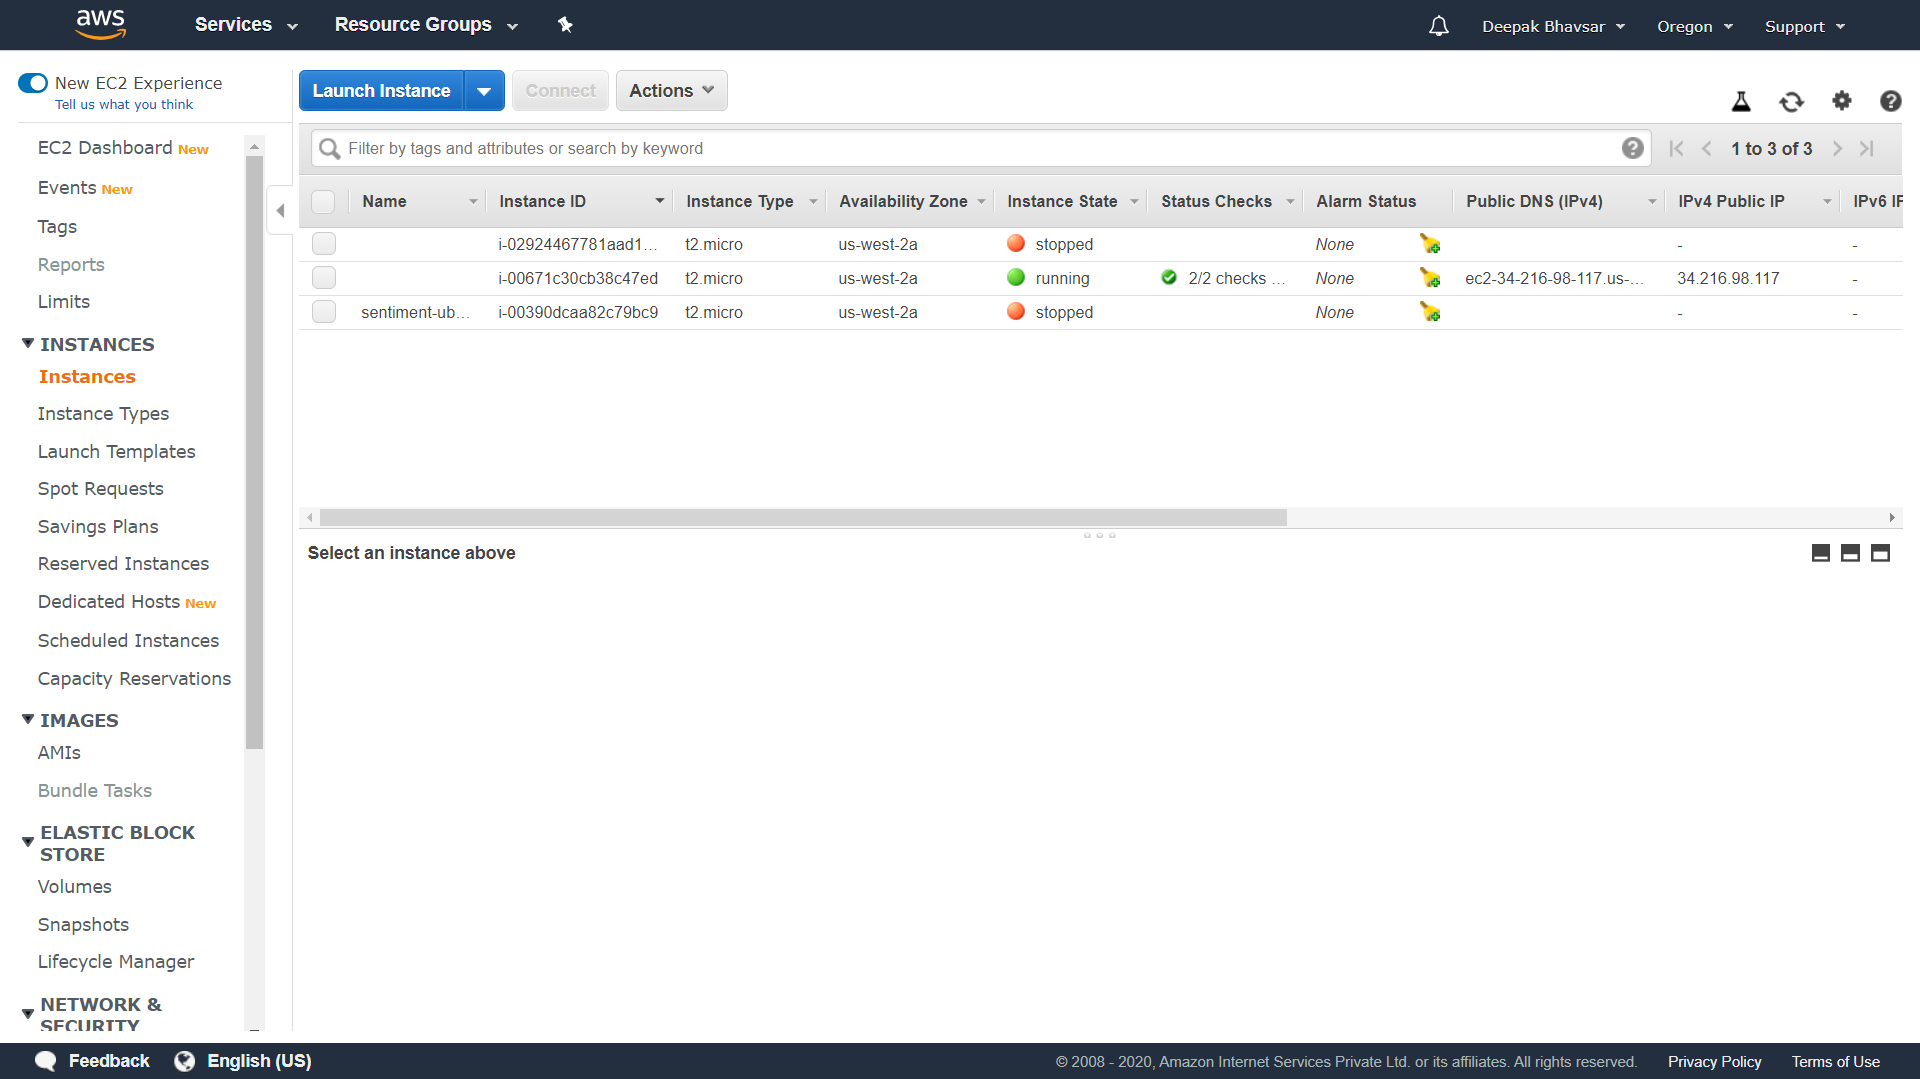 aws Services Resource Groups Deepak Bhavsar Oregon Support
New EC2 Experience
Tell us what you think
EC2 Dashboard New
Events New
Tags
Reports
Limits
INSTANCES
Instances
Instance Types
Launch Templates
Spot Requests
Savings Plans
Reserved Instances
Dedicated Hosts New
Scheduled Instances
Capacity Reservations
IMAGES
AMIs
Bundle Tasks
ELASTIC BLOCK
STORE
Volumes
Snapshots
Lifecycle Manager
NETWORK &
SECURITY
Launch Instance Connect Actions
Filter by tags and attributes or search by keyword 1 to 3 of 3
Name Instance ID Instance Type Availability Zone Instance State Status Checks Alarm Status Public DNS (IPv4) IPv4 Public IP IPv6 IP
i-02924467781aad1... t2.micro us-west-2a stopped None - -
i-00671c30cb38c47ed t2.micro us-west-2a running 2/2 checks ... None ec2-34-216-98-117.us-... 34.216.98.117 -
sentiment-ub... i-00390dcaa82c79bc9 t2.micro us-west-2a stopped None - -
Select an instance above
Feedback English (US) © 2008 - 2020, Amazon Internet Services Private Ltd. or its affiliates. All rights reserved. Privacy Policy Terms of Use